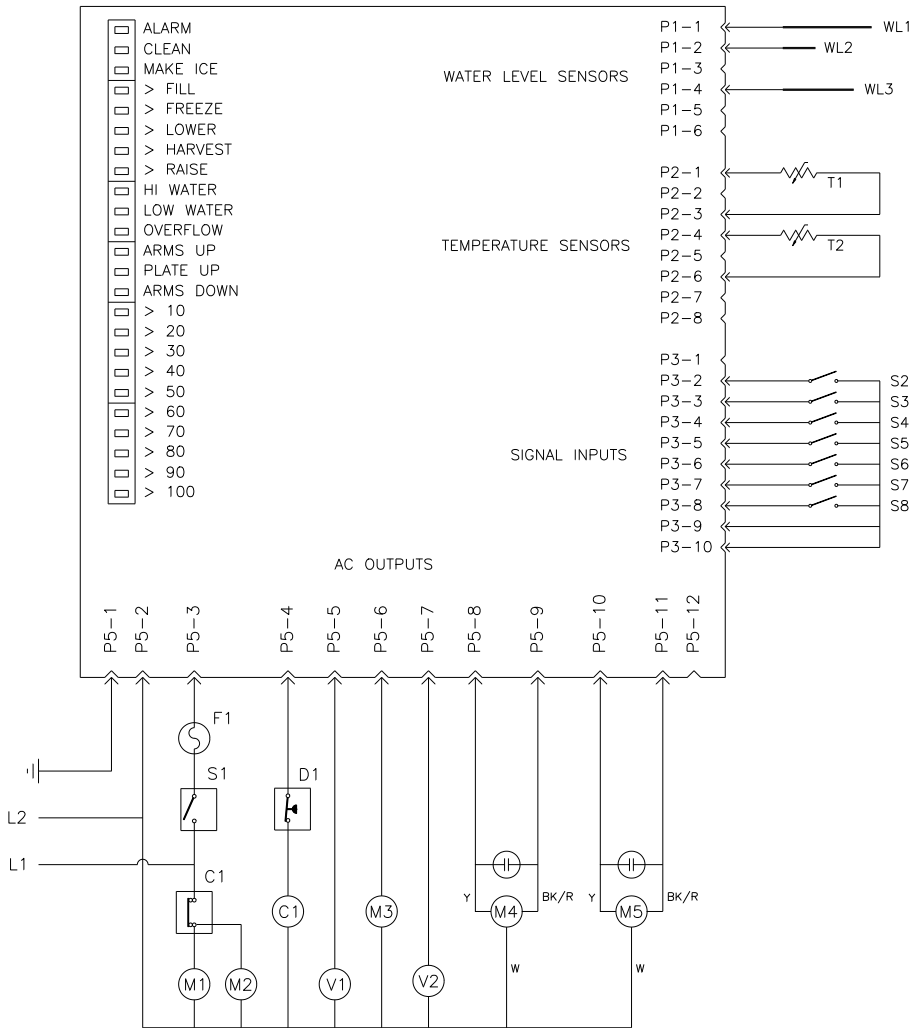 ALARM
CLEAN
MAKE ICE
> FILL
> FREEZE
> LOWER
> HARVEST
> RAISE
HI WATER
LOW WATER
OVERFLOW
ARMS UP
PLATE UP
ARMS DOWN
> 10
> 20
> 30
> 40
> 50
> 60
> 70
> 80
> 90
> 100
WATER LEVEL SENSORS
P1-1 WL1
P1-2 WL2
P1-3
P1-4 WL3
P1-5
P1-6
TEMPERATURE SENSORS
P2-1 T1
P2-2
P2-3
P2-4 T2
P2-5
P2-6
P2-7
P2-8
SIGNAL INPUTS
P3-1
P3-2 S2
P3-3 S3
P3-4 S4
P3-5 S5
P3-6 S6
P3-7 S7
P3-8 S8
P3-9
P3-10
AC OUTPUTS
P5-1
P5-2
P5-3
P5-4
P5-5
P5-6
P5-7
P5-8
P5-9
P5-10
P5-11
P5-12
F1
S1 D1
L2
L1
C1
Y BK/R Y BK/R
C1 M3 M4 M5
W W
M1 M2 V1 V2